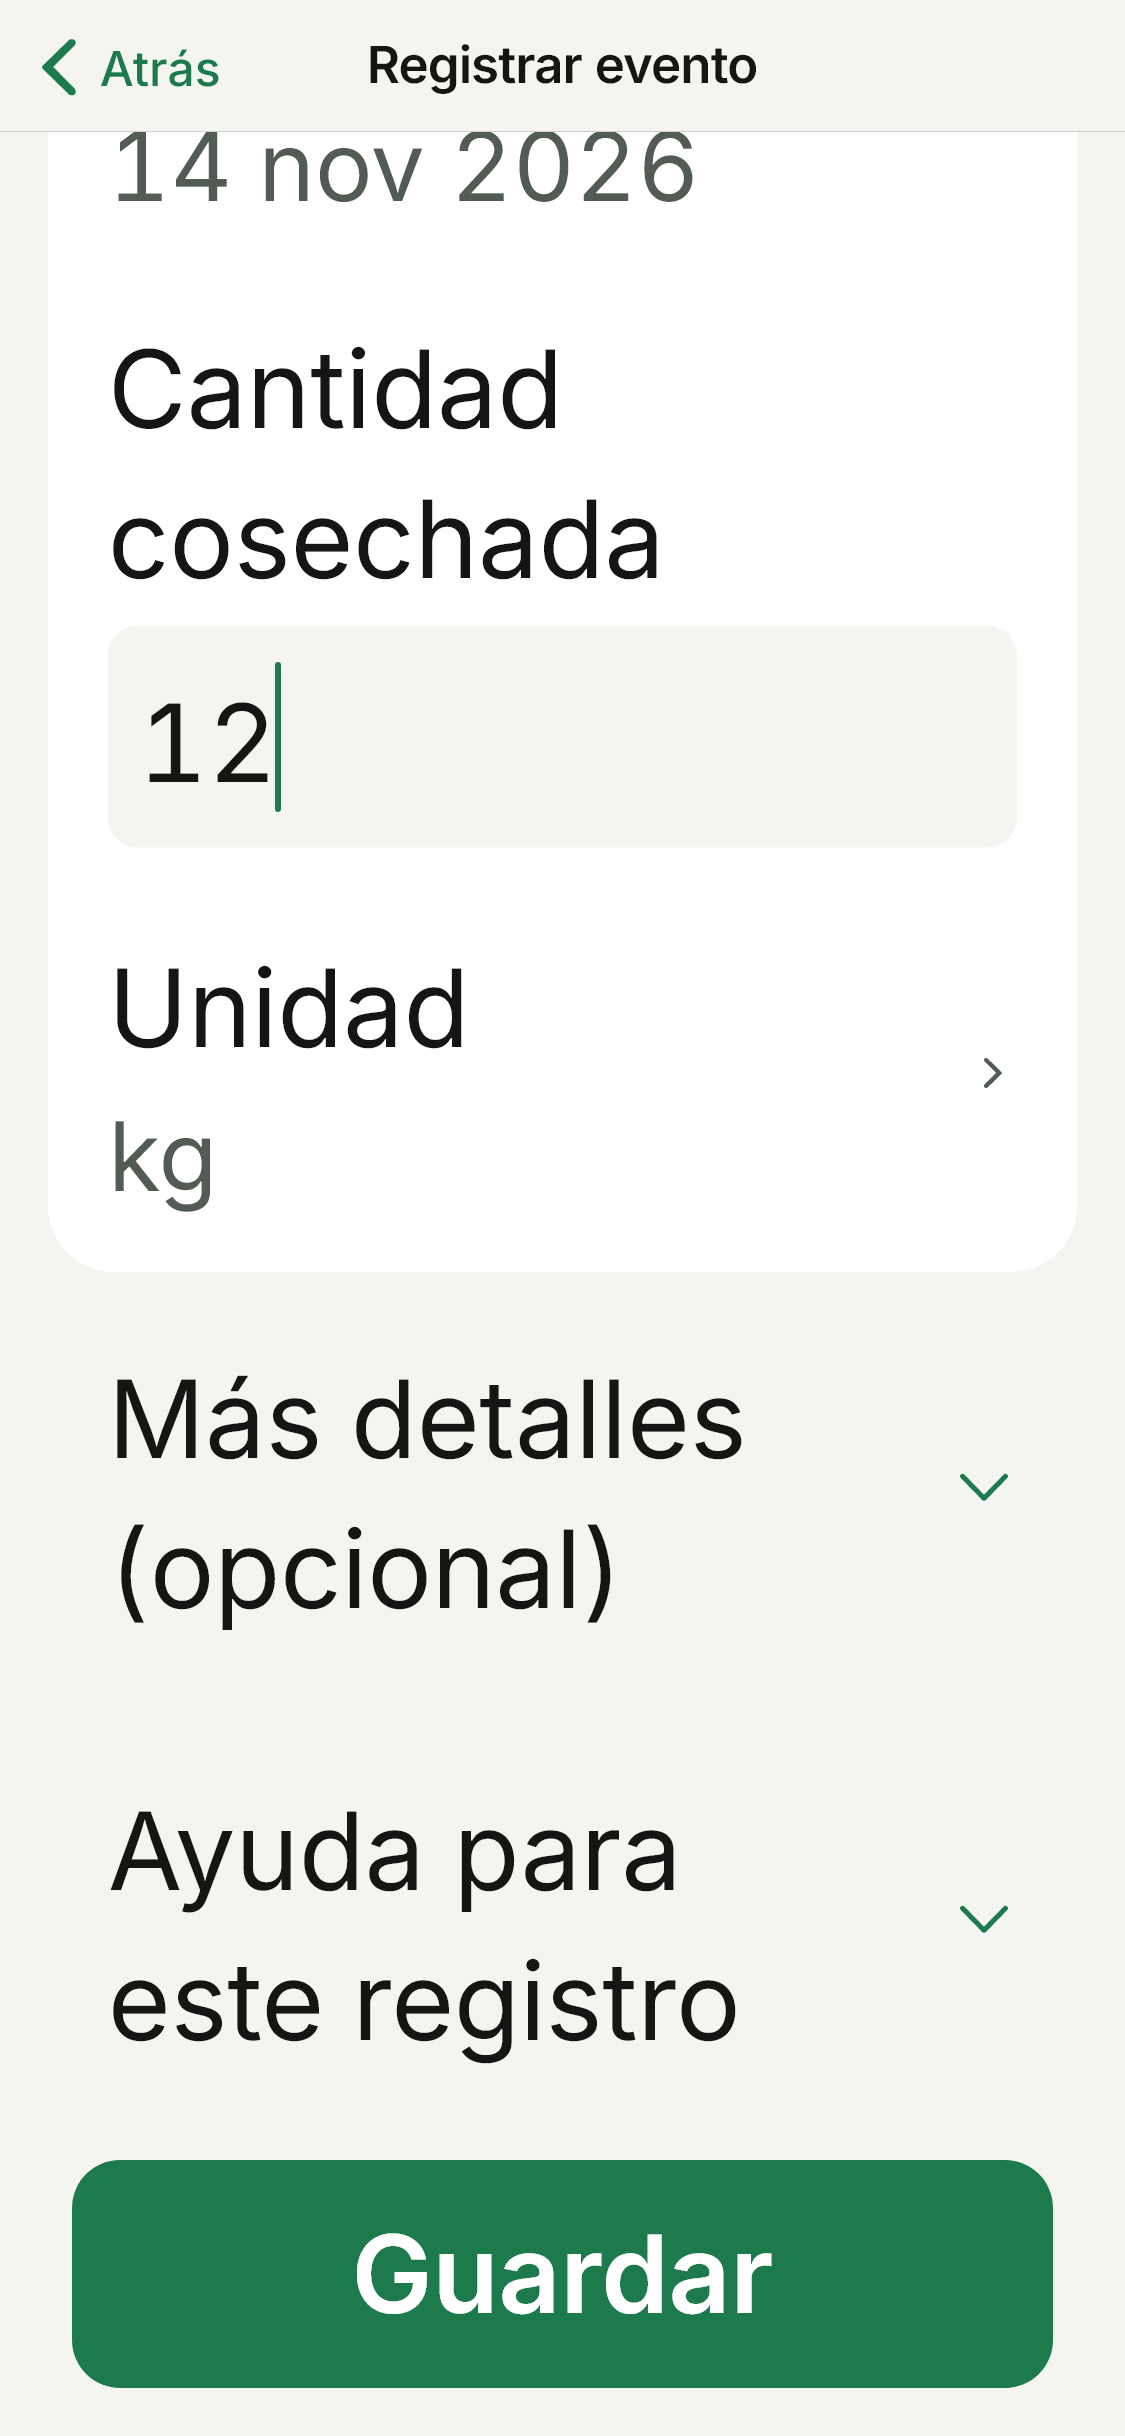 Atrás
Registrar evento
14 nov 2026
Cantidad
cosechada
12
Unidad
kg
Más detalles
(opcional)
Ayuda para
este registro
Guardar